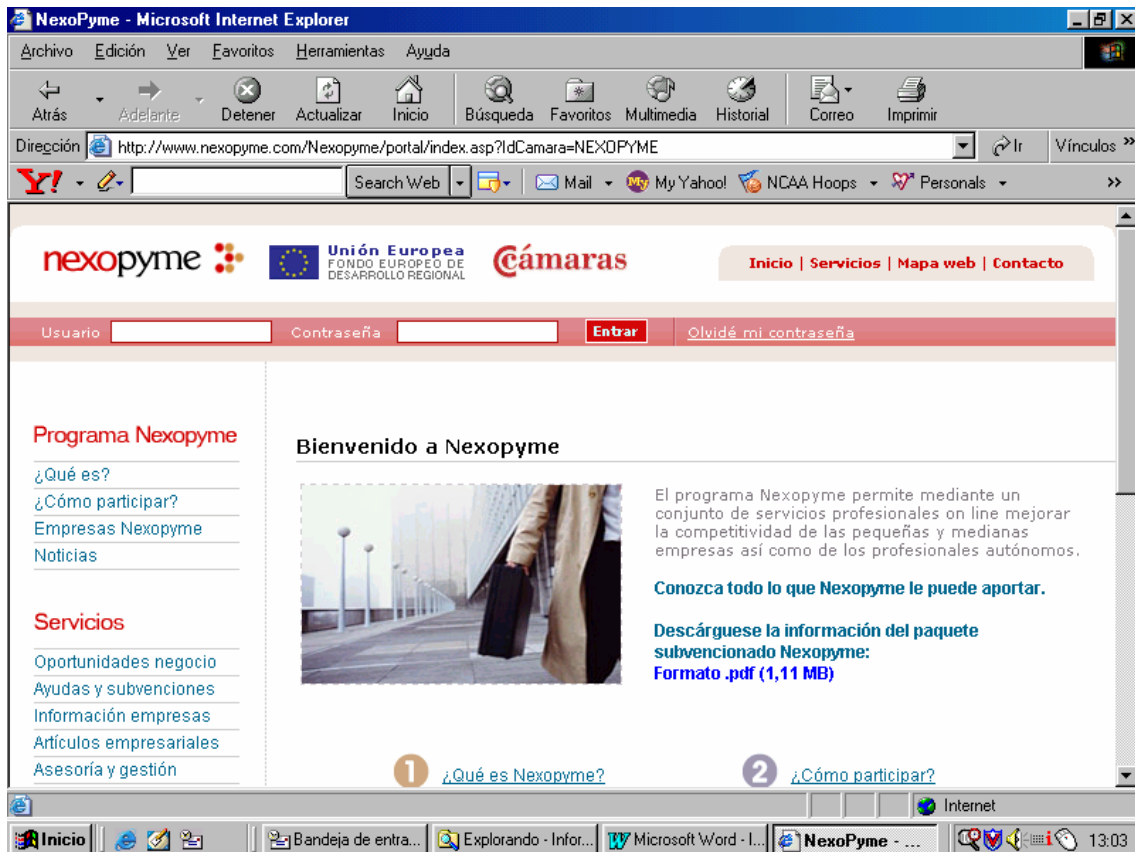 NexoPyme - Microsoft Internet Explorer
Archivo Edición Ver Favoritos Herramientas Ayuda
Atrás Adelante Detener Actualizar Inicio Búsqueda Favoritos Multimedia Historial Correo Imprimir
Dirección http://www.nexopyme.com/Nexopyme/portal/index.asp?IdCamara=NEXOPYME Ir Vínculos »
Y! Search Web Mail My My Yahoo! NCAA Hoops Personals »
nexopyme
Unión Europea
FONDO EUROPEO DE
DESARROLLO REGIONAL
Cámaras
Inicio | Servicios | Mapa web | Contacto
Usuario Contraseña Entrar Olvidé mi contraseña
Programa Nexopyme
¿Qué es?
¿Cómo participar?
Empresas Nexopyme
Noticias
Servicios
Oportunidades negocio
Ayudas y subvenciones
Información empresas
Artículos empresariales
Asesoría y gestión
Bienvenido a Nexopyme
El programa Nexopyme permite mediante un
conjunto de servicios profesionales on line mejorar
la competitividad de las pequeñas y medianas
empresas así como de los profesionales autónomos.
Conozca todo lo que Nexopyme le puede aportar.
Descárguese la información del paquete
subvencionado Nexopyme:
Formato .pdf (1,11 MB)
1 ¿Qué es Nexopyme?
2 ¿Cómo participar?
Internet
Inicio Bandeja de entra... Explorando - Infor... Microsoft Word - I... NexoPyme - ... 13:03